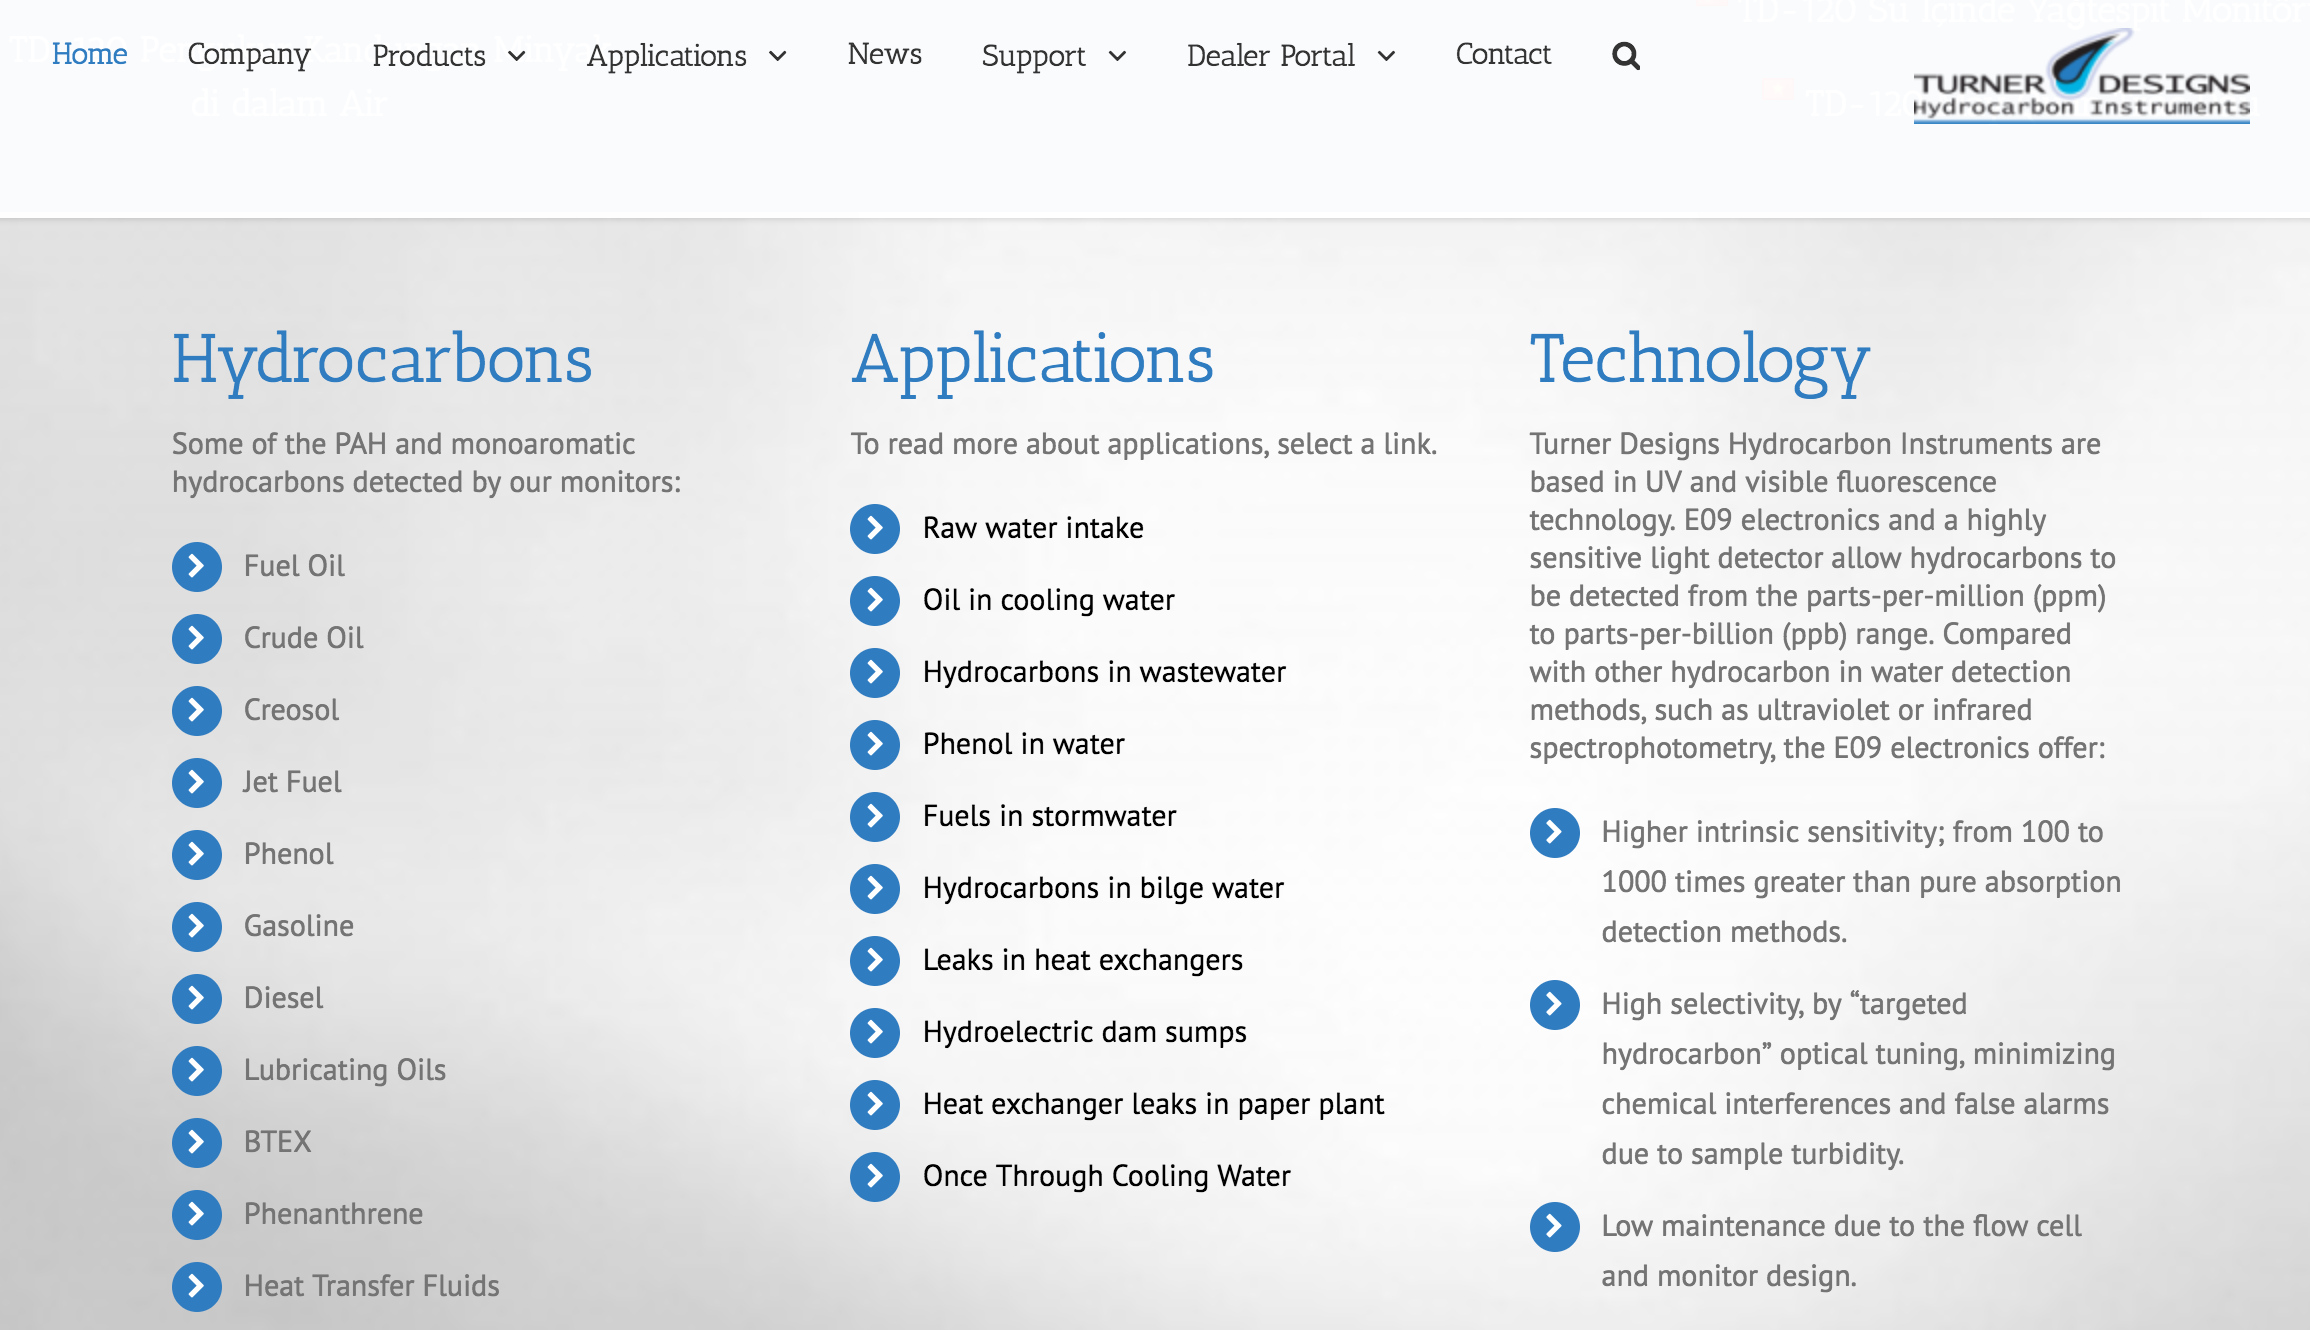 Home Company Products Applications News Support Dealer Portal Contact
di dalam Air
TURNER DESIGNS
Hydrocarbon Instruments
Hydrocarbons
Some of the PAH and monoaromatic
hydrocarbons detected by our monitors:
Fuel Oil
Crude Oil
Creosol
Jet Fuel
Phenol
Gasoline
Diesel
Lubricating Oils
BTEX
Phenanthrene
Heat Transfer Fluids
Applications
To read more about applications, select a link.
Raw water intake
Oil in cooling water
Hydrocarbons in wastewater
Phenol in water
Fuels in stormwater
Hydrocarbons in bilge water
Leaks in heat exchangers
Hydroelectric dam sumps
Heat exchanger leaks in paper plant
Once Through Cooling Water
Technology
Turner Designs Hydrocarbon Instruments are
based in UV and visible fluorescence
technology. E09 electronics and a highly
sensitive light detector allow hydrocarbons to
be detected from the parts-per-million (ppm)
to parts-per-billion (ppb) range. Compared
with other hydrocarbon in water detection
methods, such as ultraviolet or infrared
spectrophotometry, the E09 electronics offer:
Higher intrinsic sensitivity; from 100 to
1000 times greater than pure absorption
detection methods.
High selectivity, by “targeted
hydrocarbon” optical tuning, minimizing
chemical interferences and false alarms
due to sample turbidity.
Low maintenance due to the flow cell
and monitor design.